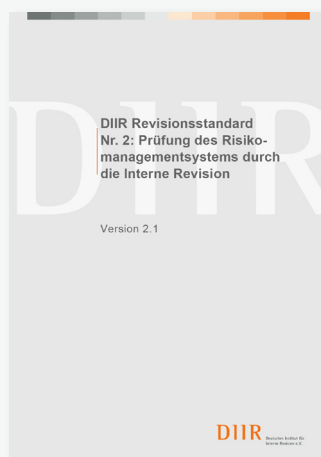 DIIR
DIIR Revisionsstandard
Nr. 2: Prüfung des Risiko-
managementsystems durch
die Interne Revision
Version 2.1
DIIR
Deutsches Institut für
Interne Revision e.V.